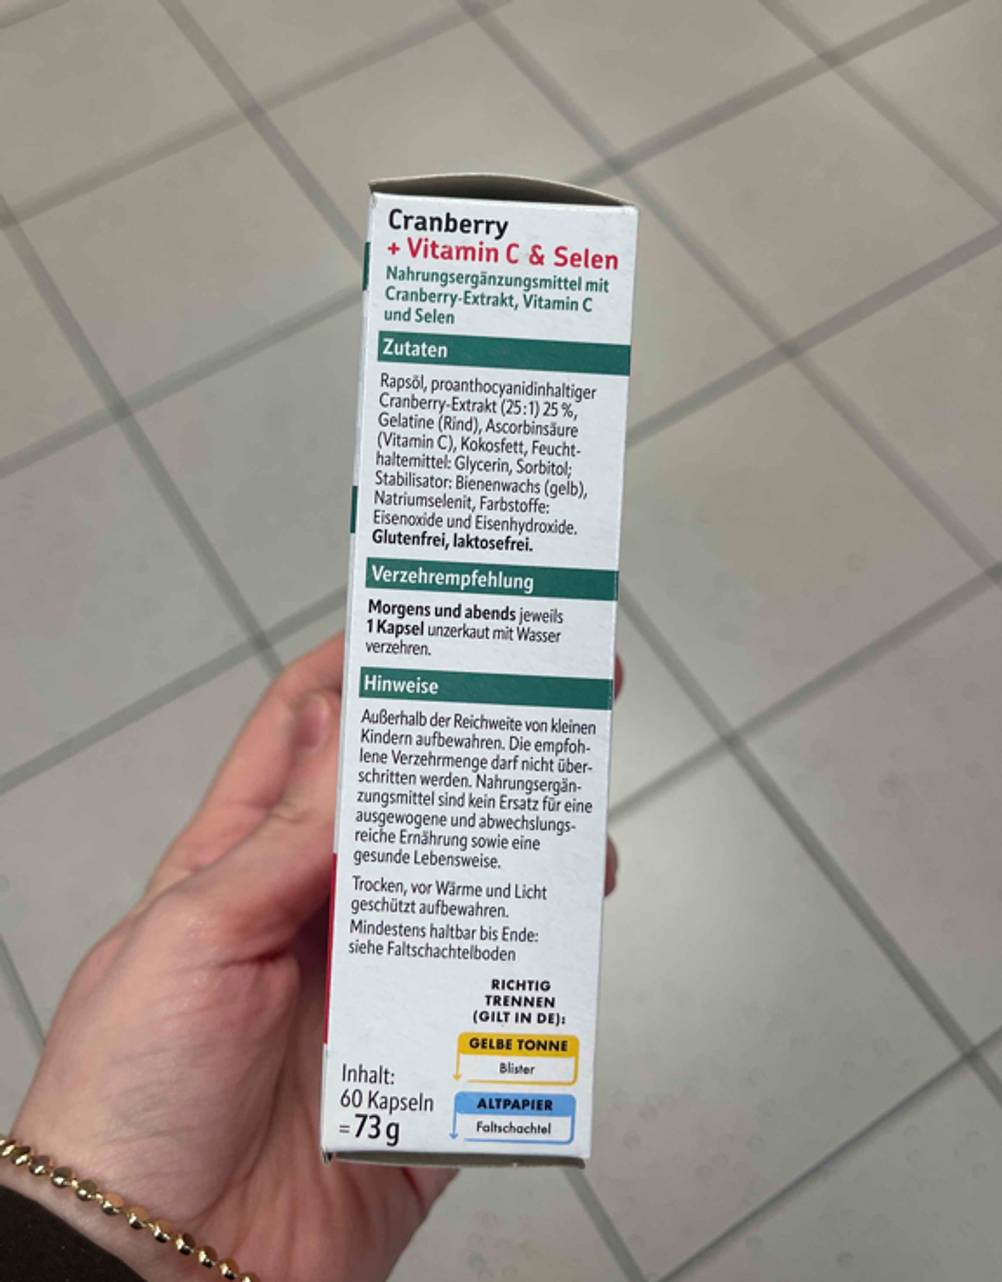 Cranberry
+ Vitamin C & Selen
Nahrungsergänzungsmittel mit
Cranberry-Extrakt, Vitamin C
und Selen
Zutaten
Rapsöl, proanthocyanidinhaltiger
Cranberry-Extrakt (25:1) 25 %,
Gelatine (Rind), Ascorbinsäure
(Vitamin C), Kokosfett, Feucht-
haltemittel: Glycerin, Sorbitol;
Stabilisator: Bienenwachs (gelb),
Natriumselenit, Farbstoffe:
Eisenoxide und Eisenhydroxide.
Glutenfrei, laktosefrei.
Verzehrempfehlung
Morgens und abends jeweils
1 Kapsel unzerkaut mit Wasser
verzehren.
Hinweise
Außerhalb der Reichweite von kleinen
Kindern aufbewahren. Die empfoh-
lene Verzehrmenge darf nicht über-
schritten werden. Nahrungsergän-
zungsmittel sind kein Ersatz für eine
ausgewogene und abwechslungs-
reiche Ernährung sowie eine
gesunde Lebensweise.
Trocken, vor Wärme und Licht
geschützt aufbewahren.
Mindestens haltbar bis Ende:
siehe Faltschachtelboden
RICHTIG
TRENNEN
(GILT IN DE):
GELBE TONNE
Blister
ALTPAPIER
Faltschachtel
Inhalt:
60 Kapseln
= 73 g